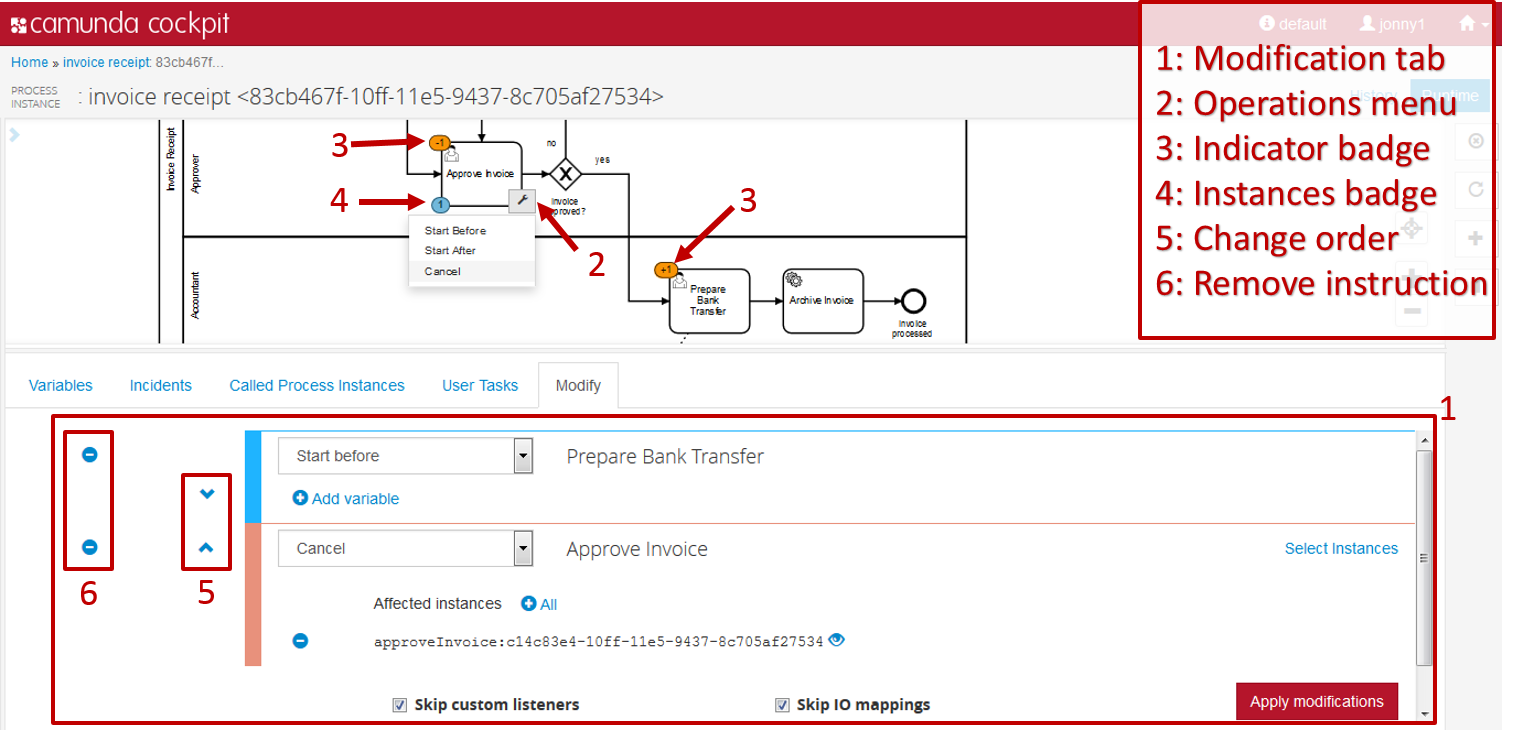 camunda cockpit
default
jonny1
Home » invoice receipt: 83cb467f...
PROCESS INSTANCE : invoice receipt <83cb467f-10ff-11e5-9437-8c705af27534>
History
Runtime
1: Modification tab
2: Operations menu
3: Indicator badge
4: Instances badge
5: Change order
6: Remove instruction
Invoice Receipt
Approver
Accountant
3
-1
Approve Invoice
4
1
no
yes
Invoice
approved?
Start Before
Start After
Cancel
2
3
+1
Prepare
Bank
Transfer
Archive Invoice
Invoice
processed
Variables
Incidents
Called Process Instances
User Tasks
Modify
1
Start before
Prepare Bank Transfer
Add variable
Cancel
Approve Invoice
Select Instances
6
5
Affected instances
All
approveInvoice:c14c83e4-10ff-11e5-9437-8c705af27534
Skip custom listeners
Skip IO mappings
Apply modifications